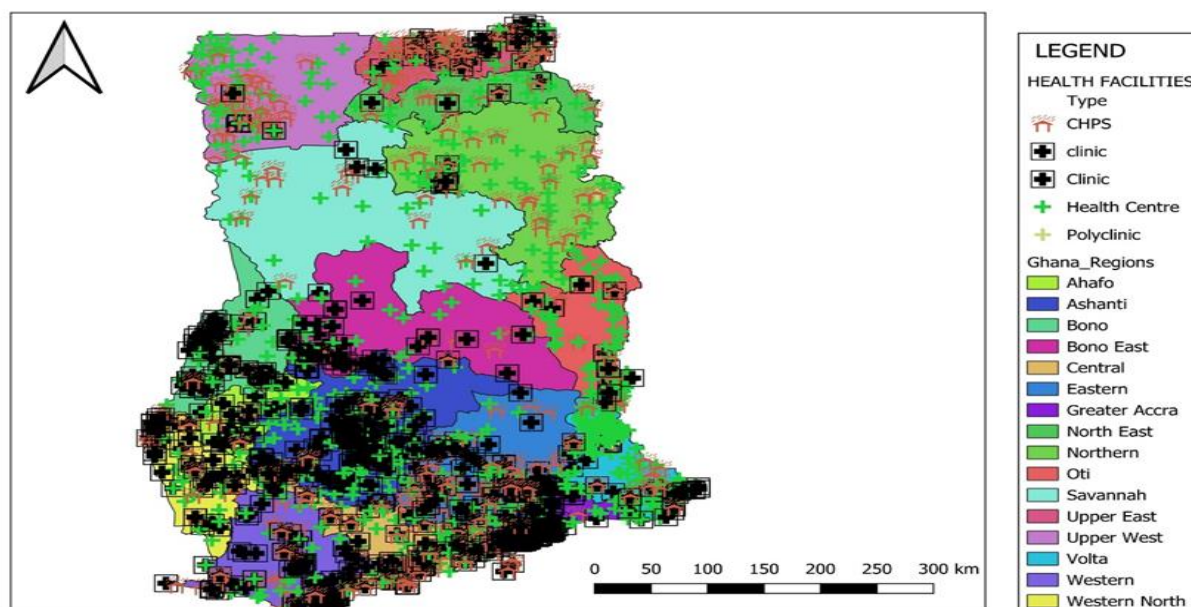 LEGEND
HEALTH FACILITIES
Type
CHPS
clinic
Clinic
Health Centre
Polyclinic
Ghana_Regions
Ahafo
Ashanti
Bono
Bono East
Central
Eastern
Greater Accra
North East
Northern
Oti
Savannah
Upper East
Upper West
Volta
Western
Western North
0 50 100 150 200 250 300 km